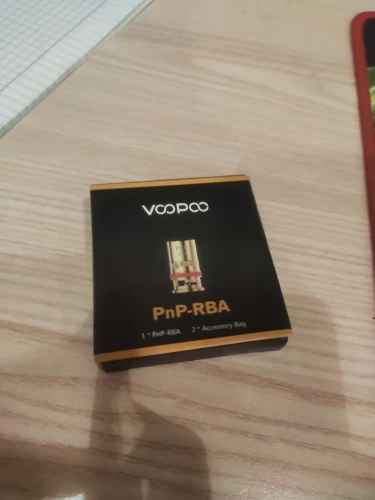 VOOPOO
PnP-RBA
1 * PnP-RBA 2 * Accessory Bag